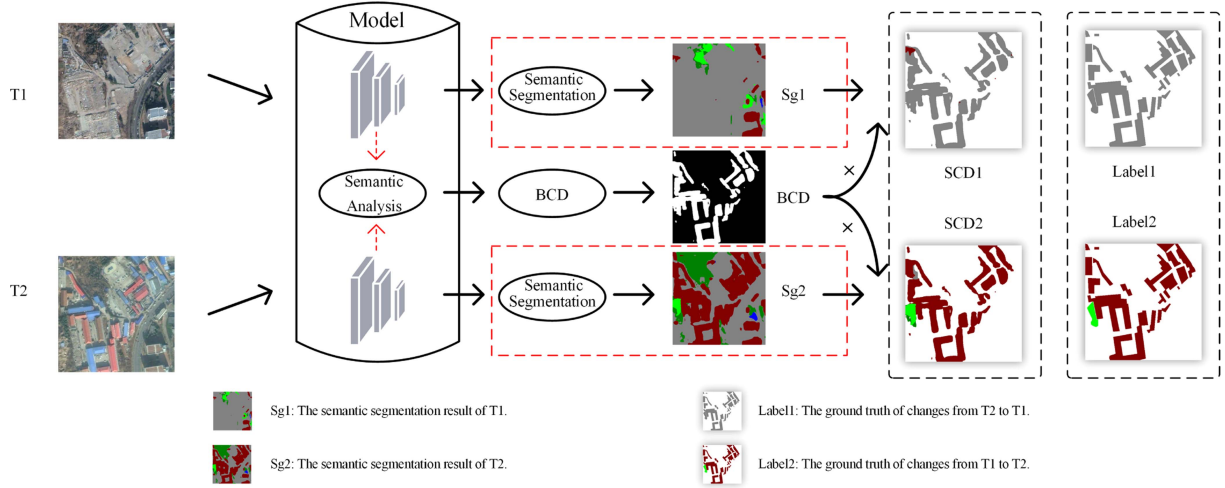 Model
T1
Semantic
Segmentation
Sg1
Semantic
Analysis
BCD
BCD
×
×
SCD1
Label1
SCD2
Label2
T2
Semantic
Segmentation
Sg2
Sg1: The semantic segmentation result of T1.
Label1: The ground truth of changes from T2 to T1.
Sg2: The semantic segmentation result of T2.
Label2: The ground truth of changes from T1 to T2.